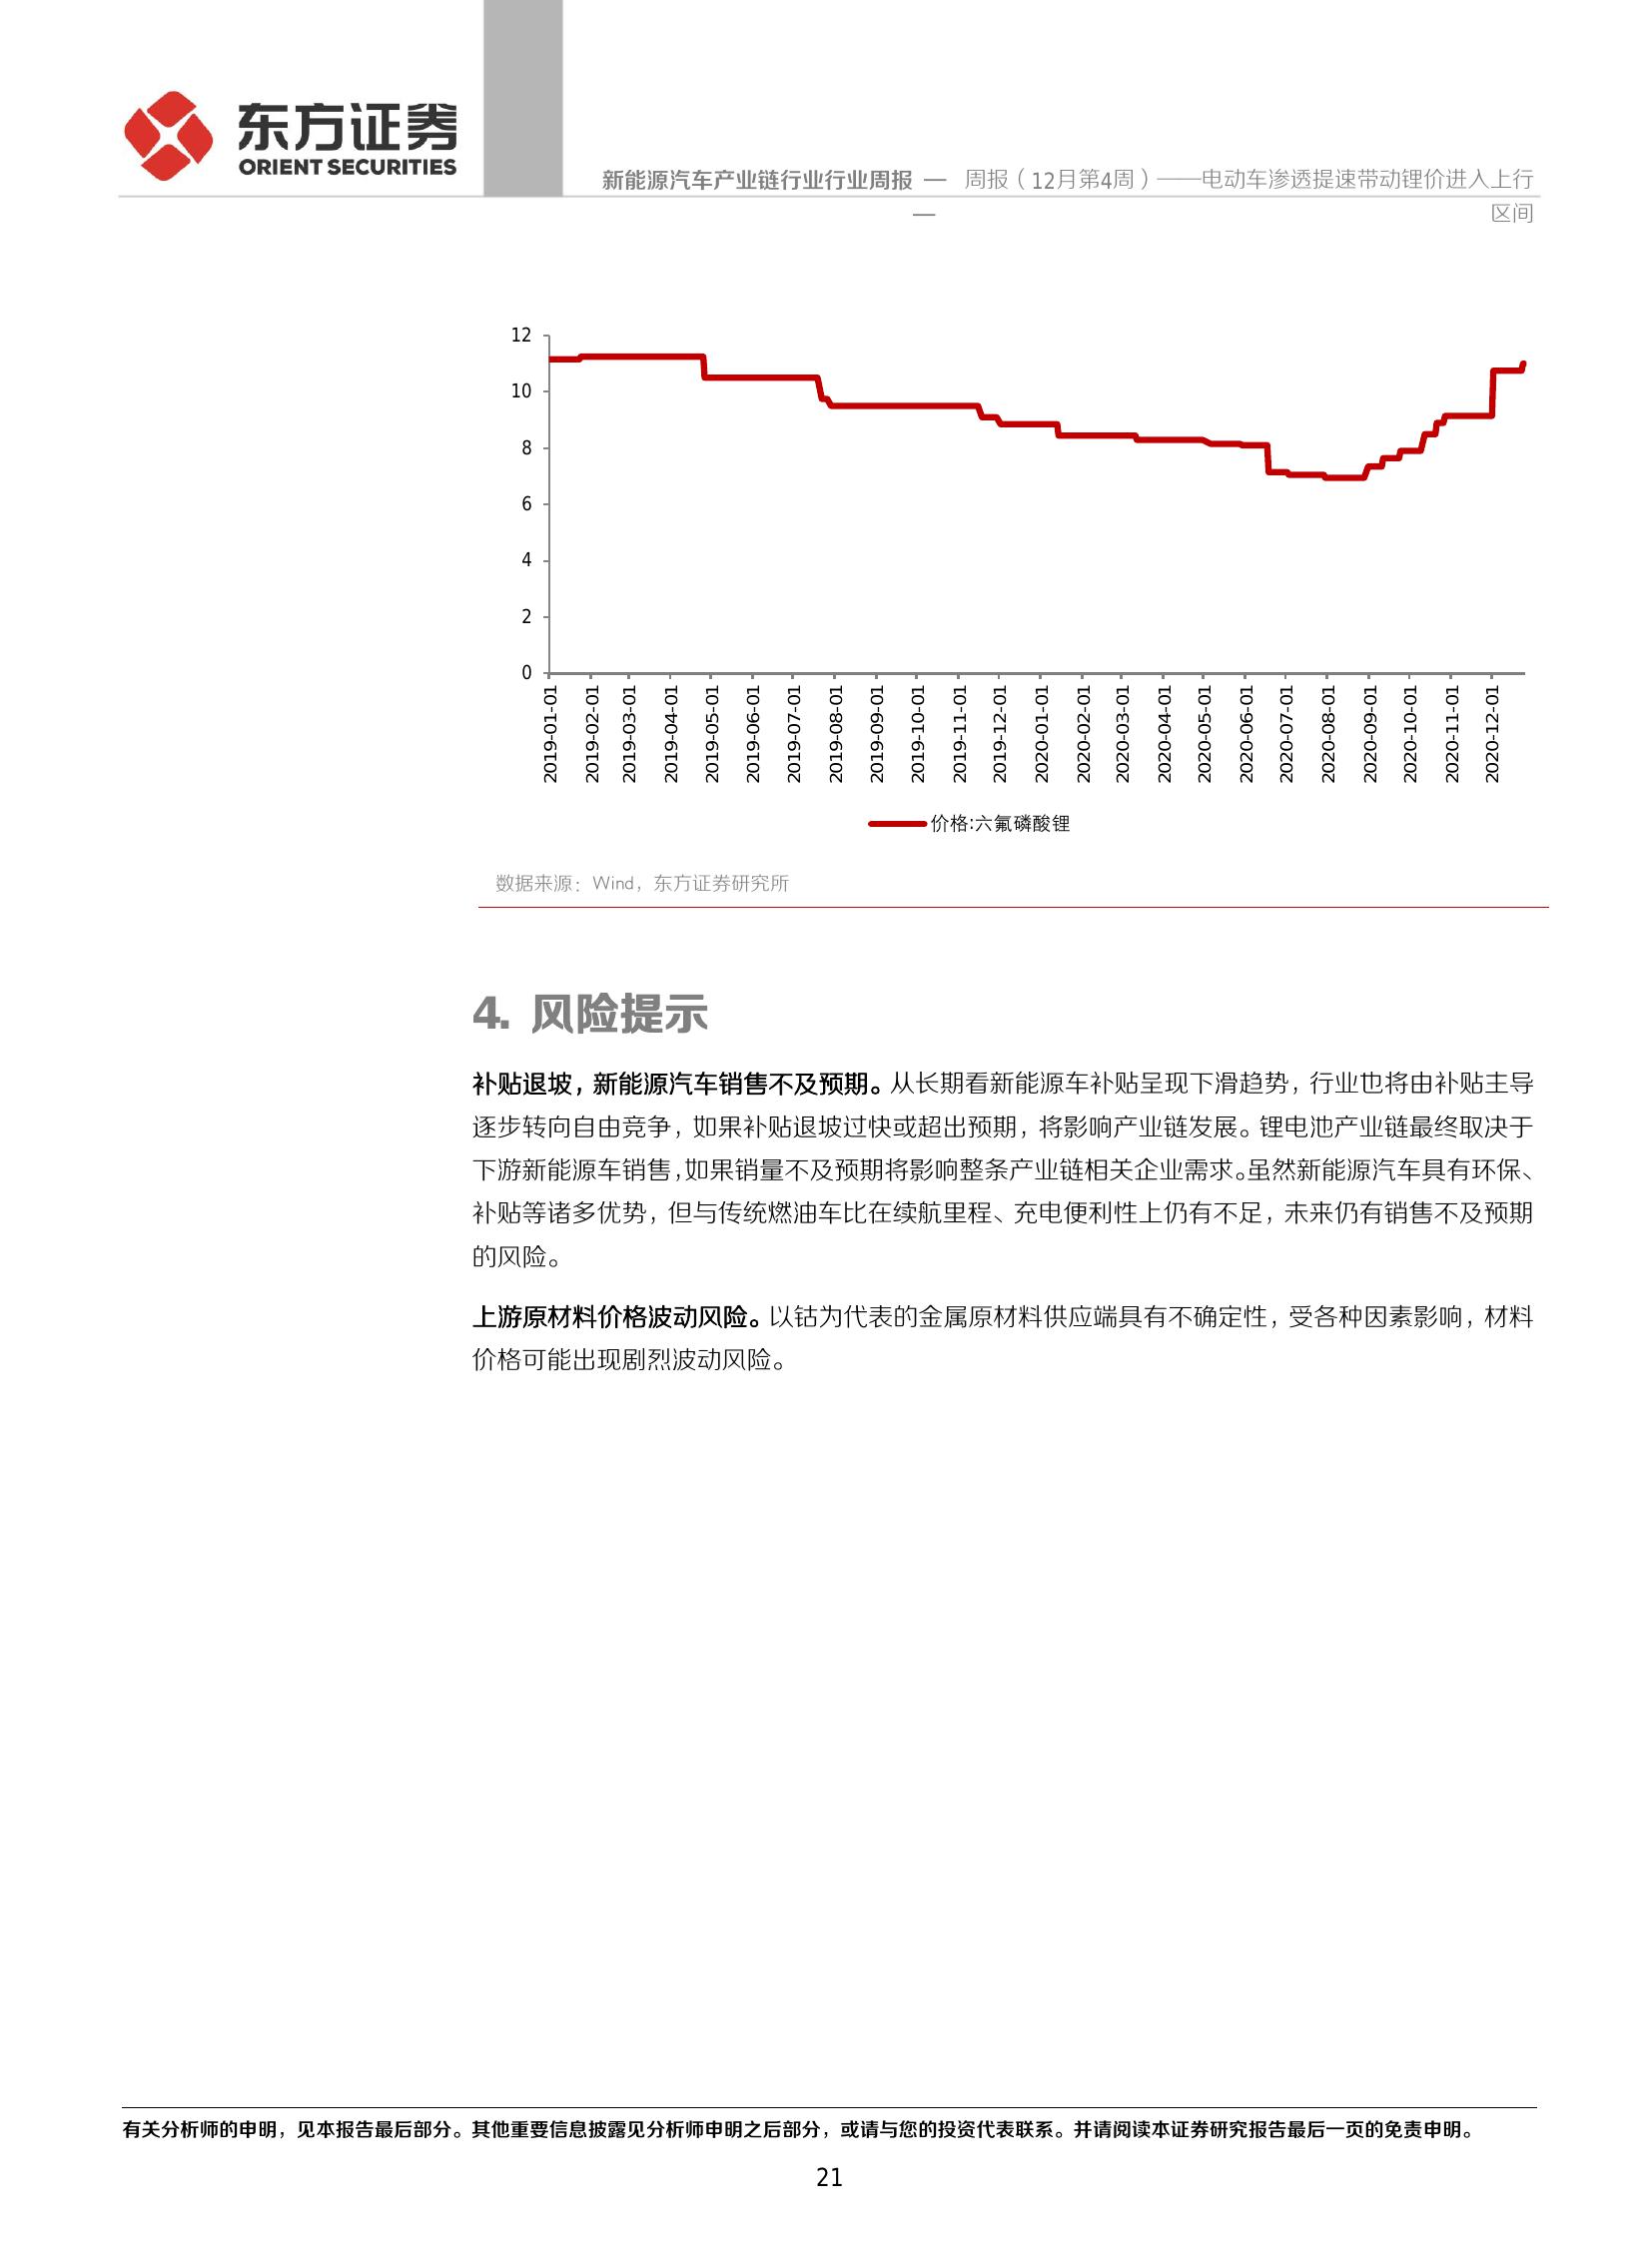 东方证券
ORIENT SECURITIES
新能源汽车产业链行业行业周报 — 周报（12月第4周）——电动车渗透提速带动锂价进入上行
— 区间
12
10
8
6
4
2
0
2019-01-01
2019-02-01
2019-03-01
2019-04-01
2019-05-01
2019-06-01
2019-07-01
2019-08-01
2019-09-01
2019-10-01
2019-11-01
2019-12-01
2020-01-01
2020-02-01
2020-03-01
2020-04-01
2020-05-01
2020-06-01
2020-07-01
2020-08-01
2020-09-01
2020-10-01
2020-11-01
2020-12-01
价格:六氟磷酸锂
数据来源：Wind，东方证券研究所
4. 风险提示
补贴退坡，新能源汽车销售不及预期。从长期看新能源车补贴呈现下滑趋势，行业也将由补贴主导
逐步转向自由竞争，如果补贴退坡过快或超出预期，将影响产业链发展。锂电池产业链最终取决于
下游新能源车销售，如果销量不及预期将影响整条产业链相关企业需求。虽然新能源汽车具有环保、
补贴等诸多优势，但与传统燃油车比在续航里程、充电便利性上仍有不足，未来仍有销售不及预期
的风险。
上游原材料价格波动风险。以钴为代表的金属原材料供应端具有不确定性，受各种因素影响，材料
价格可能出现剧烈波动风险。
有关分析师的申明，见本报告最后部分。其他重要信息披露见分析师申明之后部分，或请与您的投资代表联系。并请阅读本证券研究报告最后一页的免责申明。
21